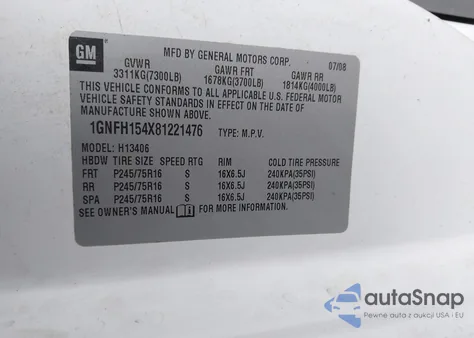 GM
MFD BY GENERAL MOTORS CORP.
07/08
GVWR GAWR FRT GAWR RR
3311KG(7300LB) 1678KG(3700LB) 1814KG(4000LB)
THIS VEHICLE CONFORMS TO ALL APPLICABLE U.S. FEDERAL MOTOR
VEHICLE SAFETY STANDARDS IN EFFECT ON THE DATE OF
MANUFACTURE SHOWN ABOVE.
1GNFH154X81221476 TYPE: M.P.V.
MODEL: H13406
HBDW TIRE SIZE SPEED RTG RIM COLD TIRE PRESSURE
FRT P245/75R16 S 16X6.5J 240KPA(35PSI)
RR P245/75R16 S 16X6.5J 240KPA(35PSI)
SPA P245/75R16 S 16X6.5J 240KPA(35PSI)
SEE OWNER'S MANUAL FOR MORE INFORMATION.
autoSnap
Pewne auta z aukcji USA i EU